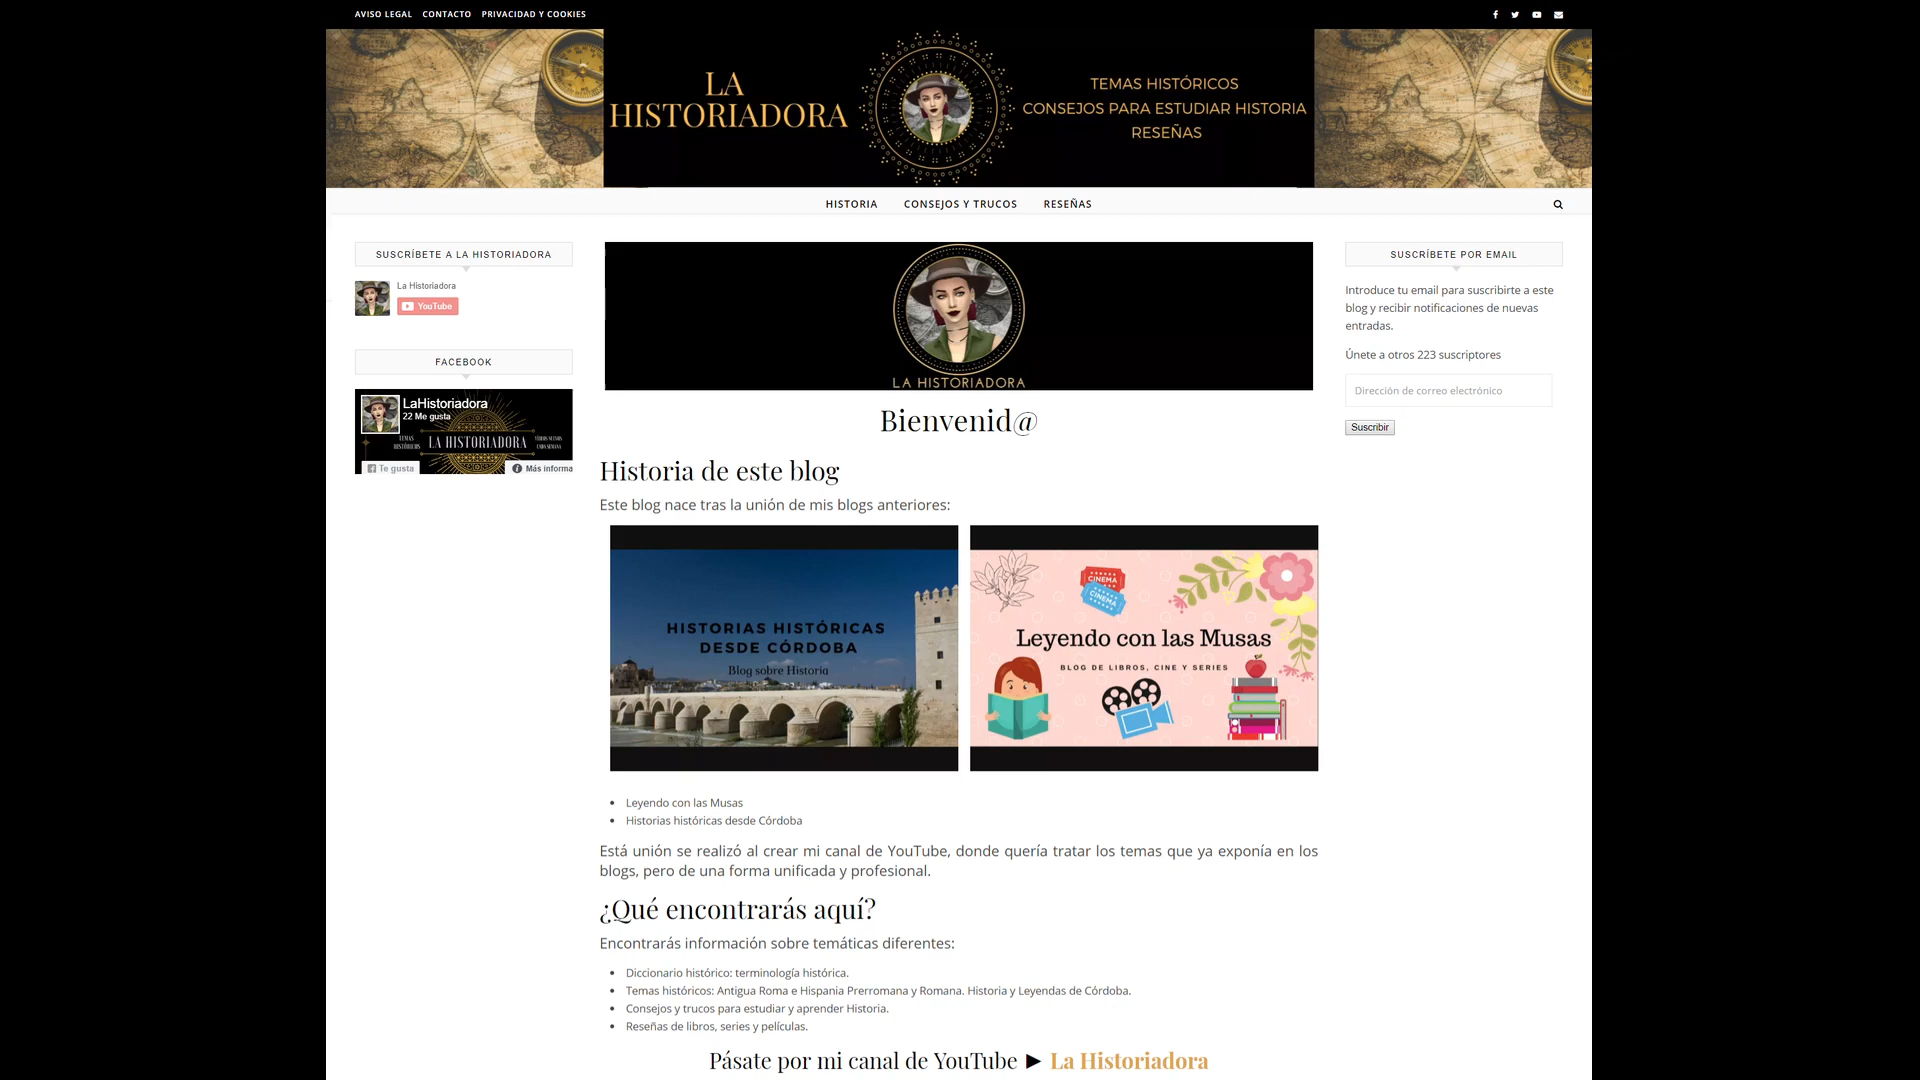 AVISO LEGAL CONTACTO PRIVACIDAD Y COOKIES
LA
HISTORIADORA
TEMAS HISTÓRICOS
CONSEJOS PARA ESTUDIAR HISTORIA
RESEÑAS
HISTORIA CONSEJOS Y TRUCOS RESEÑAS
SUSCRÍBETE A LA HISTORIADORA
La Historiadora
YouTube
FACEBOOK
LaHistoriadora
22 Me gusta
TEMAS
HISTÓRICOS
LA HISTORIADORA
Te gusta
Más informa
LA HISTORIADORA
Bienvenid@
Historia de este blog
Este blog nace tras la unión de mis blogs anteriores:
HISTORIAS HISTÓRICAS
DESDE CÓRDOBA
Blog sobre Historia
CINEMA
CINEMA
Leyendo con las Musas
BLOG DE LIBROS, CINE Y SERIES
Leyendo con las Musas
Historias históricas desde Córdoba
Está unión se realizó al crear mi canal de YouTube, donde quería tratar los temas que ya exponía en los
blogs, pero de una forma unificada y profesional.
¿Qué encontrarás aquí?
Encontrarás información sobre temáticas diferentes:
Diccionario histórico: terminología histórica.
Temas históricos: Antigua Roma e Hispania Prerromana y Romana. Historia y Leyendas de Córdoba.
Consejos y trucos para estudiar y aprender Historia.
Reseñas de libros, series y películas.
Pásate por mi canal de YouTube ► La Historiadora
SUSCRÍBETE POR EMAIL
Introduce tu email para suscribirte a este
blog y recibir notificaciones de nuevas
entradas.
Únete a otros 223 suscriptores
Dirección de correo electrónico
Suscribir